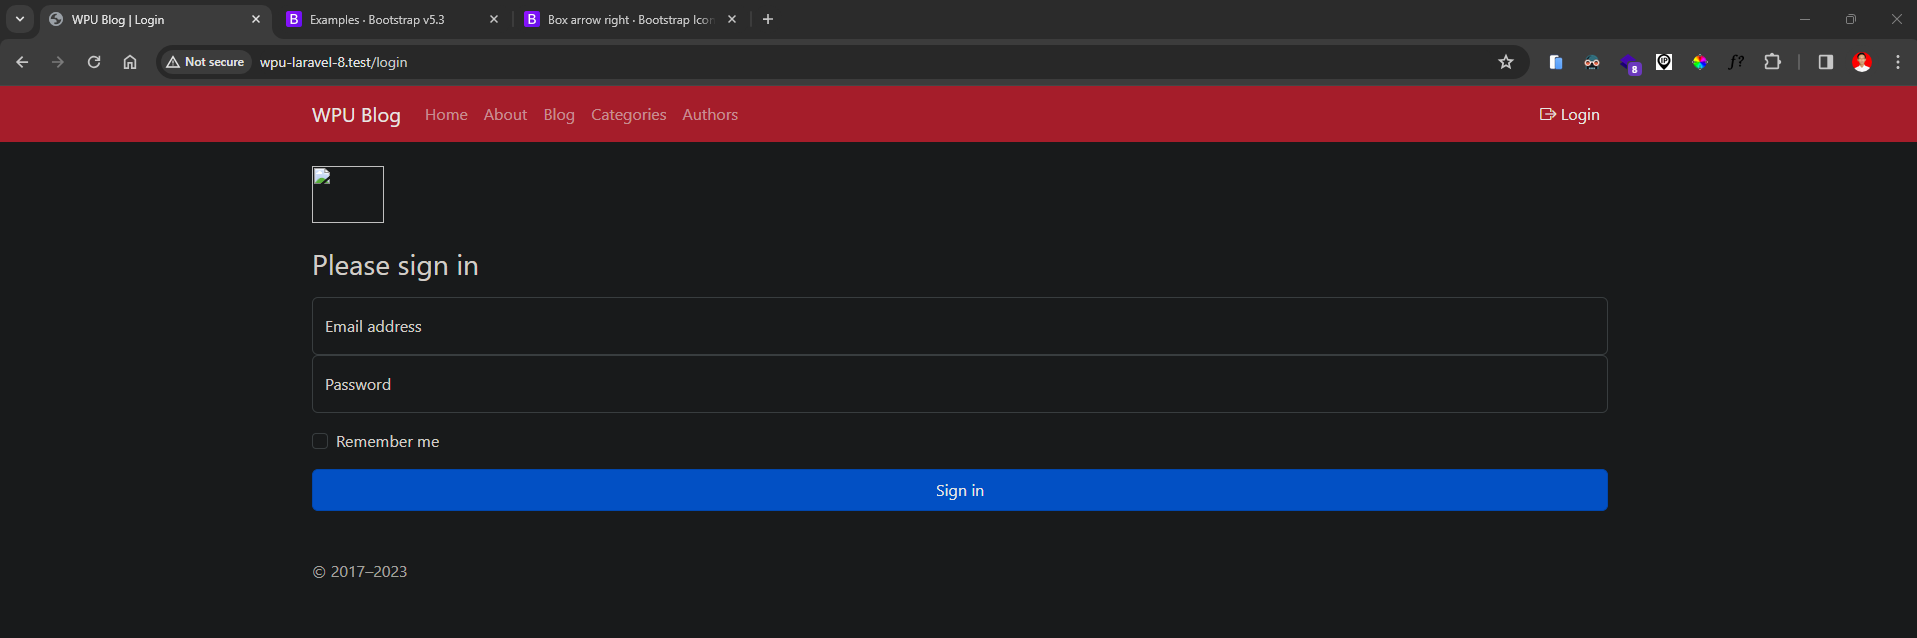 WPU Blog | Login
Examples · Bootstrap v5.3
Box arrow right · Bootstrap Icon
Not secure
wpu-laravel-8.test/login
8
f?
WPU Blog Home About Blog Categories Authors Login
Please sign in
Email address
Password
Remember me
Sign in
© 2017–2023